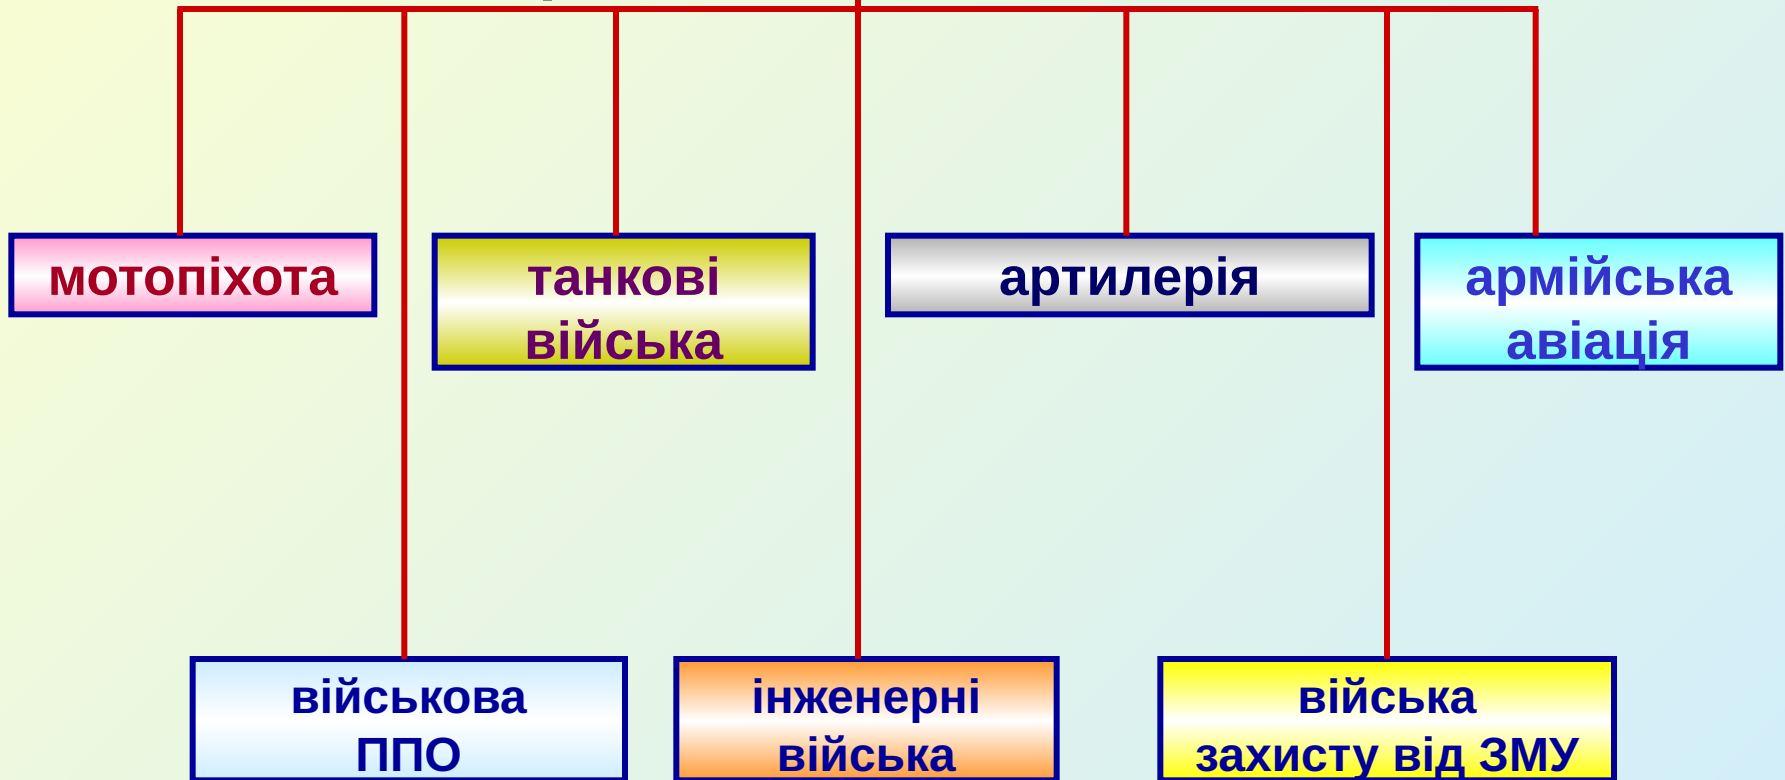 мотопіхота
танкові
війська
артилерія
армійська
авіація
військова
ППО
інженерні
війська
війська
захисту від ЗМУ